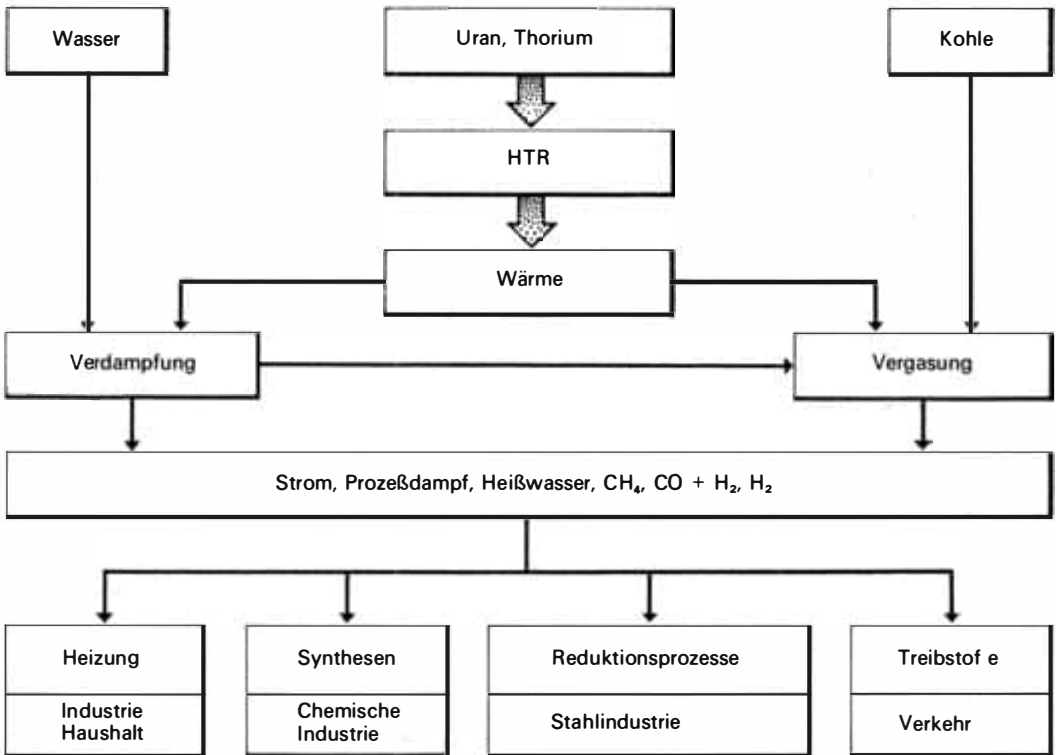 Wasser
Uran, Thorium
Kohle
HTR
Wärme
Verdampfung
Vergasung
Strom, Prozeßdampf, Heißwasser, CH₄, CO + H₂, H₂
Heizung
Synthesen
Reduktionsprozesse
Treibstof e
Industrie
Haushalt
Chemische
Industrie
Stahlindustrie
Verkehr